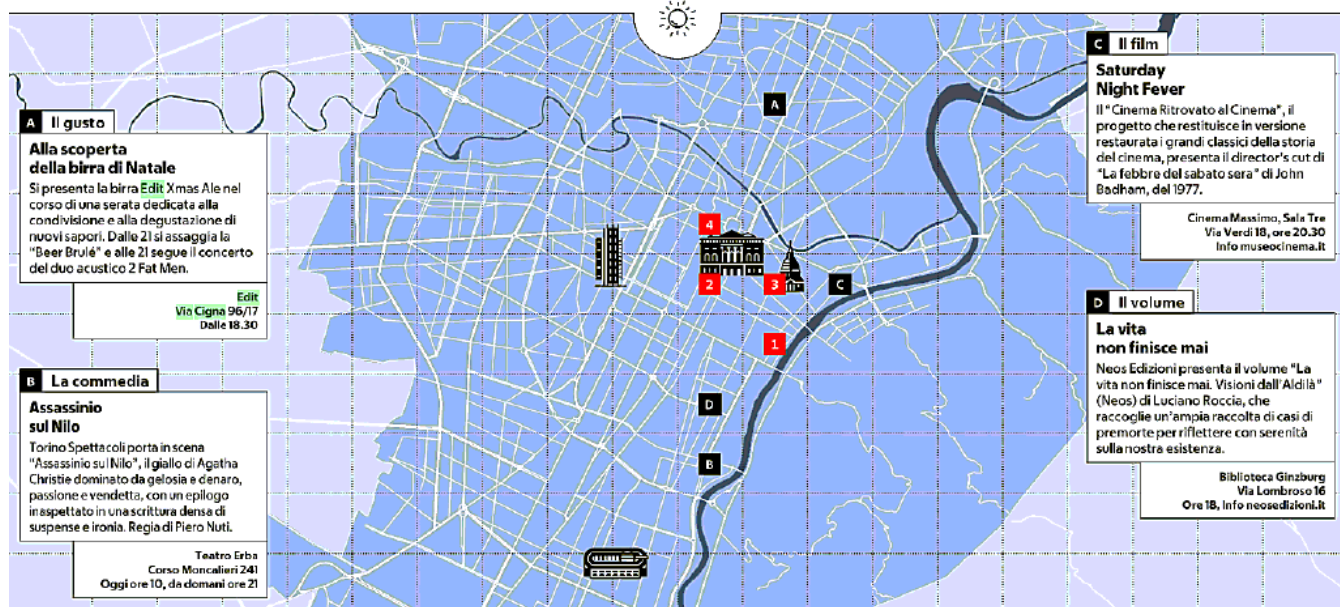 A Il gusto
Alla scoperta
della birra di Natale
Si presenta la birra Edit Xmas Ale nel
corso di una serata dedicata alla
condivisione e alla degustazione di
nuovi sapori. Dalle 21 si assaggia la
"Beer Brulé" e alle 21 segue il concerto
del duo acustico 2 Fat Men.
Edit
Via Cigna 96/17
Dalle 18.30
B La commedia
Assassinio
sul Nilo
Torino Spettacoli porta in scena
"Assassinio sul Nilo", il giallo di Agatha
Christie dominato da gelosia e denaro,
passione e vendetta, con un epilogo
inaspettato in una scrittura densa di
suspense e ironia. Regia di Piero Nuti.
Teatro Erba
Corso Moncalieri 241
Oggi ore 10, da domani ore 21
A
4
2
3
C
1
D
B
C Il film
Saturday
Night Fever
Il "Cinema Ritrovato al Cinema", il
progetto che restituisce in versione
restaurata i grandi classici della storia
del cinema, presenta il director's cut di
"La febbre del sabato sera" di John
Badham, del 1977.
Cinema Massimo, Sala Tre
Via Verdi 18, ore 20.30
Info museocinema.it
D Il volume
La vita
non finisce mai
Neos Edizioni presenta il volume "La
vita non finisce mai. Visioni dall'Aldilà"
(Neos) di Luciano Roccia, che
raccoglie un'ampia raccolta di casi di
premorte per riflettere con serenità
sulla nostra esistenza.
Biblioteca Ginzburg
Via Lombroso 16
Ore 18, Info neosedizioni.it